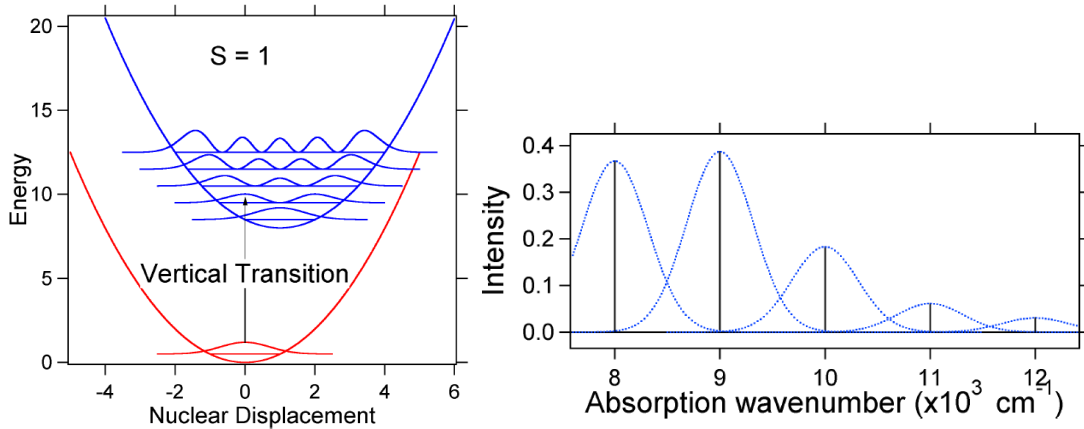 20
15
10
5
0
Energy
S = 1
Vertical Transition
-4 -2 0 2 4 6
Nuclear Displacement
0.4
0.3
0.2
0.1
0.0
Intensity
8 9 10 11 12
Absorption wavenumber (x10³ cm⁻¹)